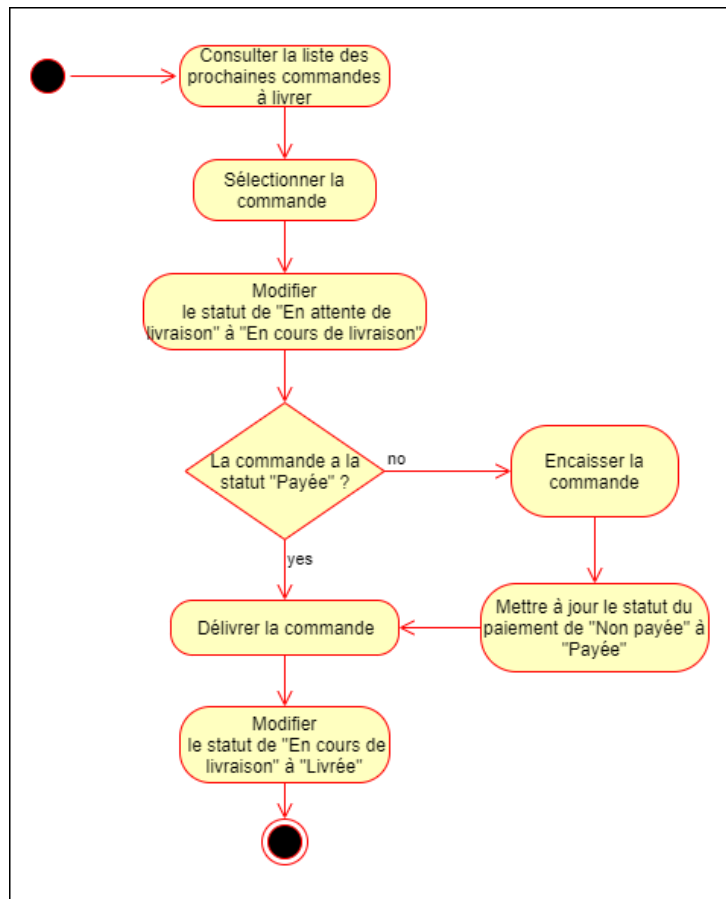 Consulter la liste des
prochaines commandes
à livrer
Sélectionner la
commande
Modifier
le statut de "En attente de
livraison" à "En cours de livraison"
La commande a la
statut "Payée" ?
no
Encaisser la
commande
yes
Mettre à jour le statut du
paiement de "Non payée" à
"Payée"
Délivrer la commande
Modifier
le statut de "En cours de
livraison" à "Livrée"